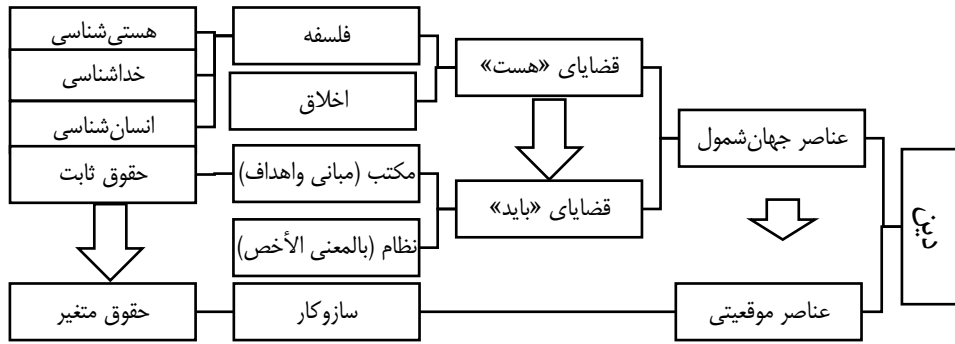 دین
عناصر جهان‌شمول
عناصر موقعیتی
قضایای «هست»
قضایای «باید»
فلسفه
اخلاق
مکتب (مبانی واهداف)
نظام (بالمعنی الأخص)
سازوکار
هستی‌شناسی
خداشناسی
انسان‌شناسی
حقوق ثابت
حقوق متغیر